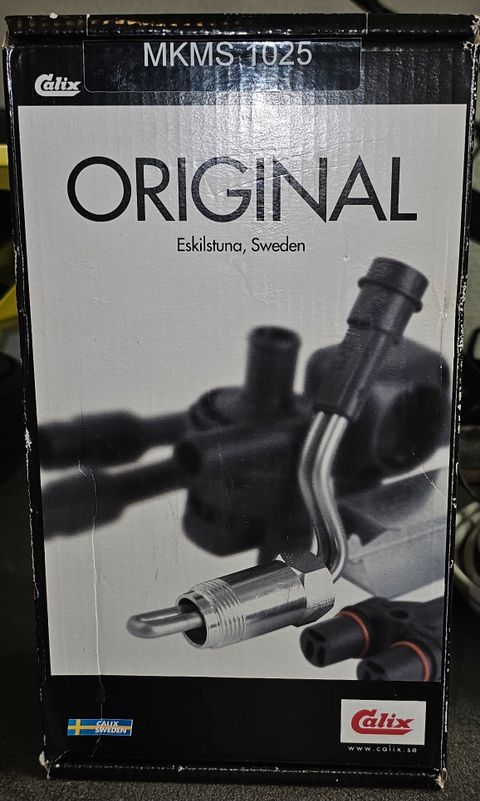 MKMS 1025
Calix
ORIGINAL
Eskilstuna, Sweden
CALIX
SWEDEN
Calix
www.calix.se